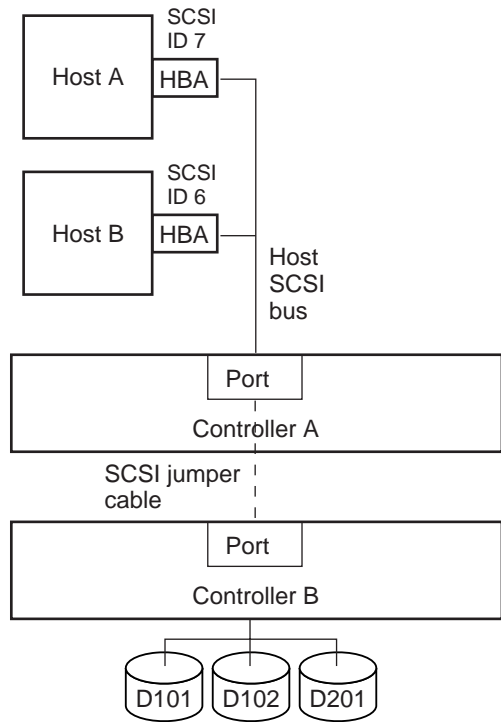 SCSI
ID 7
Host A
HBA
SCSI
ID 6
Host B
HBA
Host
SCSI
bus
Port
Controller A
SCSI jumper
cable
Port
Controller B
D101
D102
D201